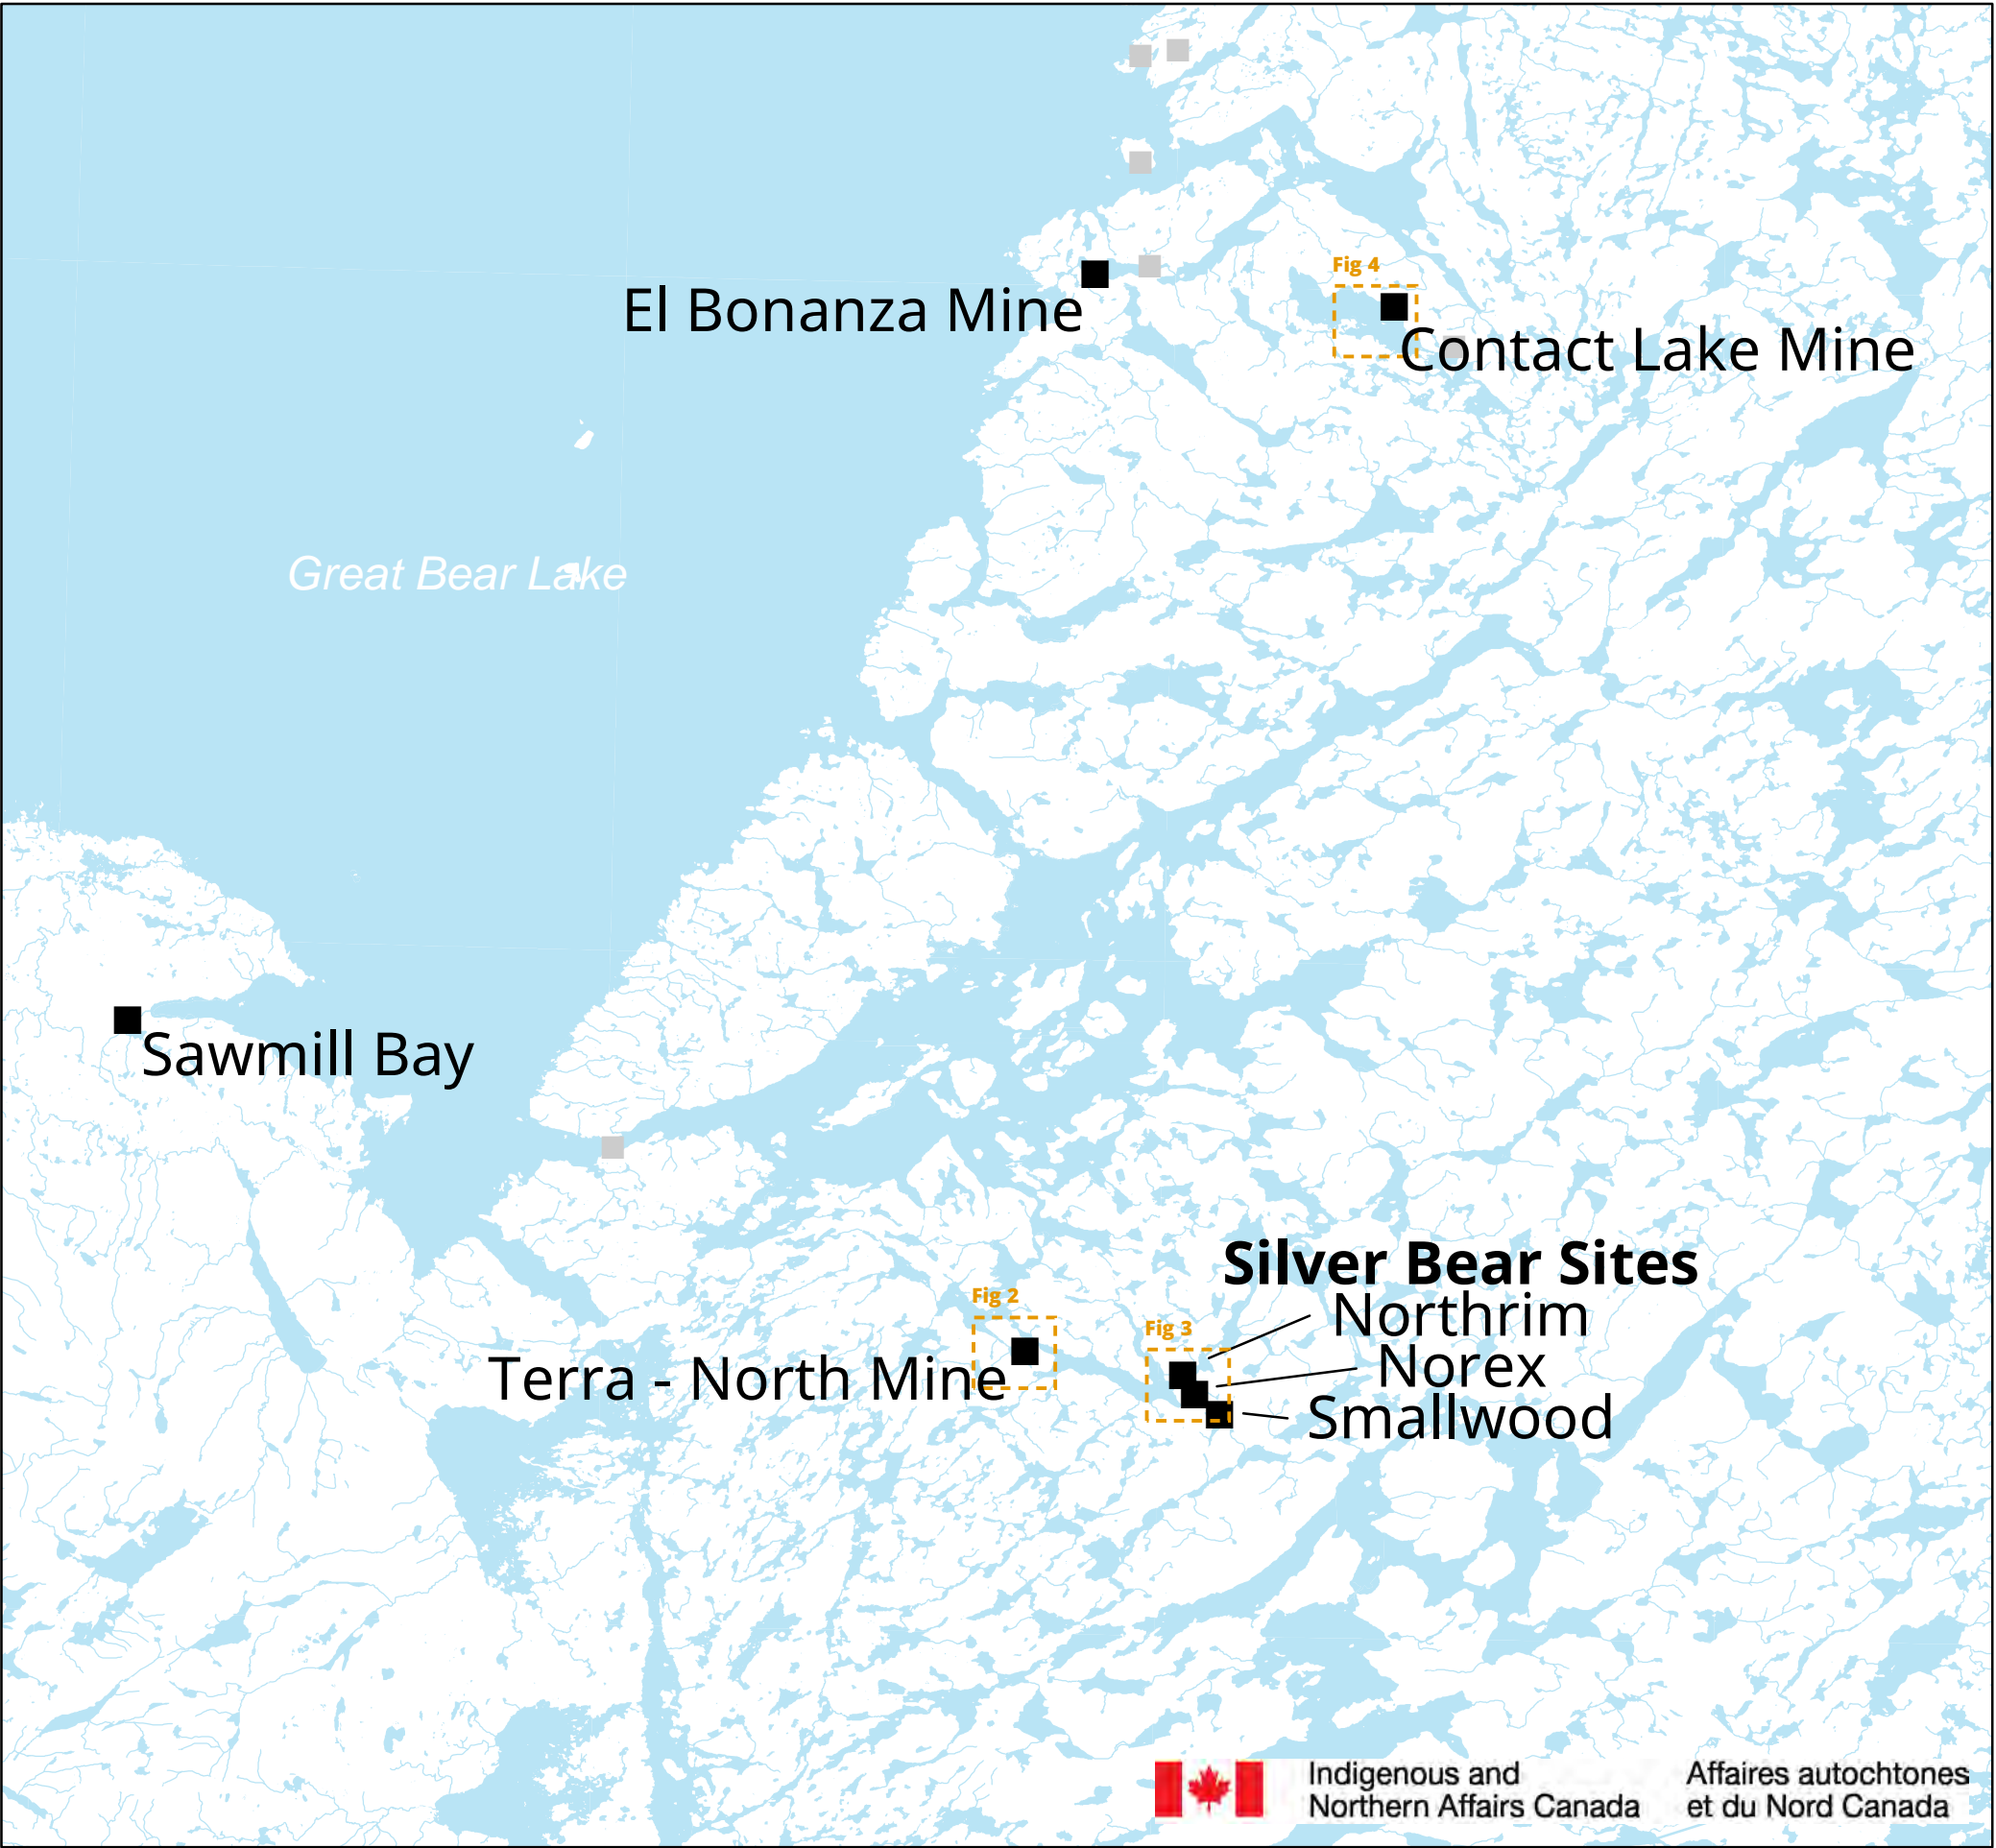 Fig 4
El Bonanza Mine
Contact Lake Mine
Great Bear Lake
Sawmill Bay
Silver Bear Sites
Northrim
Fig 2
Fig 3
Terra - North Mine
Norex
Smallwood
Indigenous and
Northern Affairs Canada
Affaires autochtones
et du Nord Canada